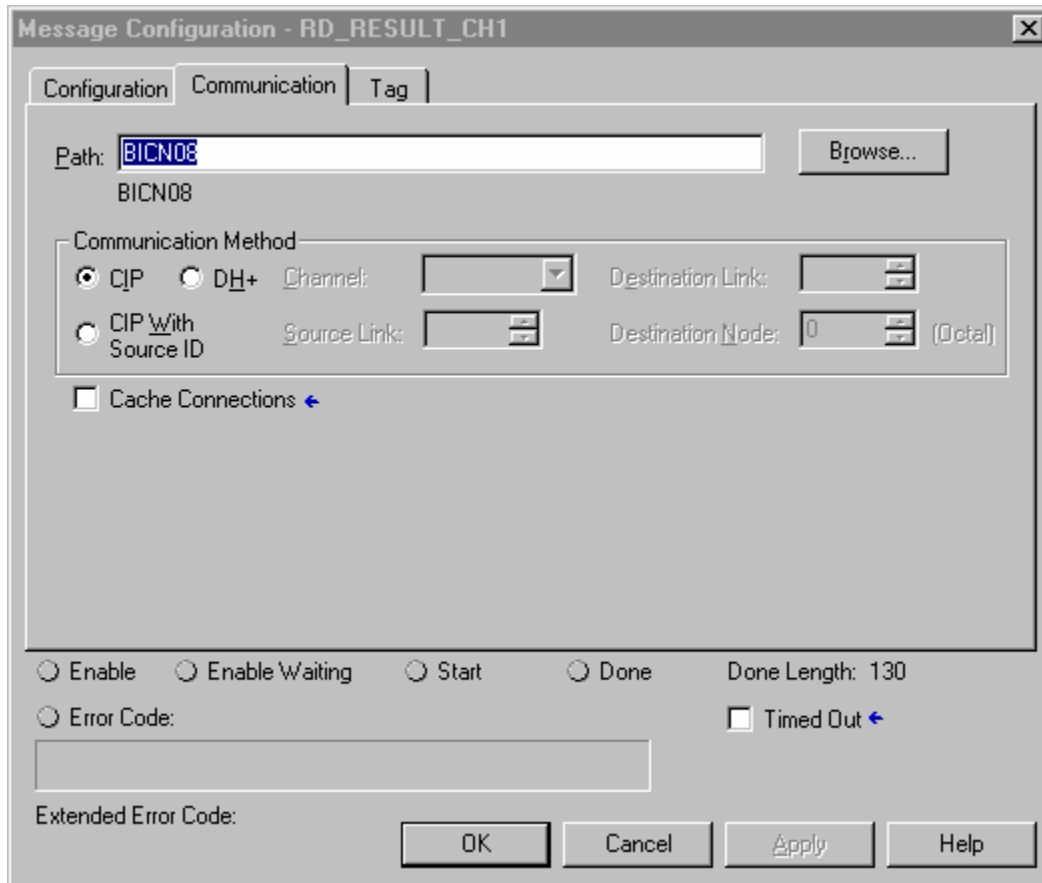 Message Configuration - RD_RESULT_CH1
Configuration Communication Tag
Path: BICN08 Browse...
BICN08
Communication Method
CIP DH+ Channel: Destination Link:
CIP With Source ID Source Link: Destination Node: 0 (Octal)
Cache Connections
Enable Enable Waiting Start Done Done Length: 130
Error Code: Timed Out
Extended Error Code:
OK Cancel Apply Help